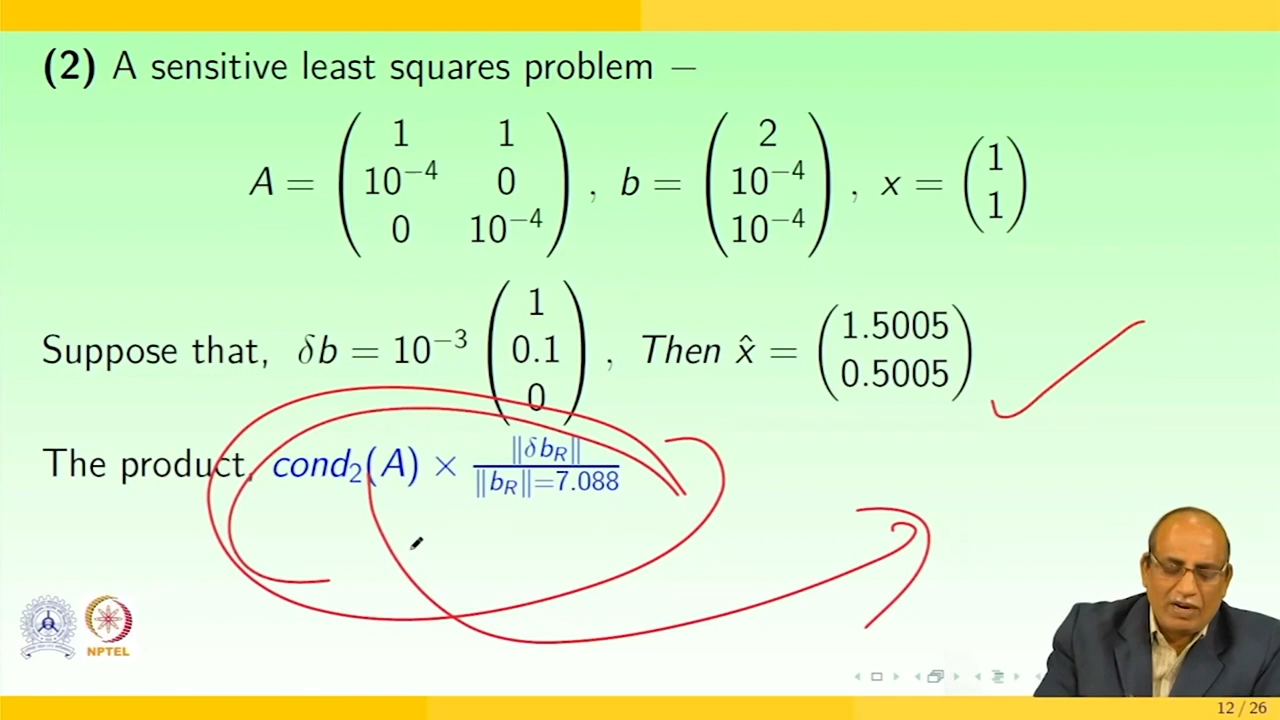 (2) A sensitive least squares problem −
A = ( 1 1 ; 10⁻⁴ 0 ; 0 10⁻⁴ ) , b = ( 2 ; 10⁻⁴ ; 10⁻⁴ ) , x = ( 1 ; 1 )
Suppose that, δb = 10⁻³ ( 1 ; 0.1 ; 0 ) , Then x̂ = ( 1.5005 ; 0.5005 )
The product, cond₂(A) × ‖δb_R‖ / ‖b_R‖=7.088
NPTEL
12 / 26